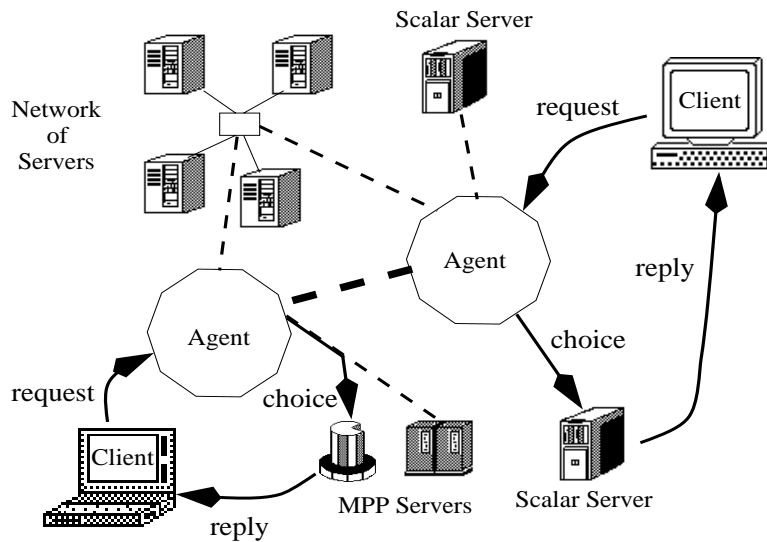 Scalar Server
Network
of
Servers
request
Client
Agent
reply
Agent
choice
request
choice
Client
MPP Servers
Scalar Server
reply